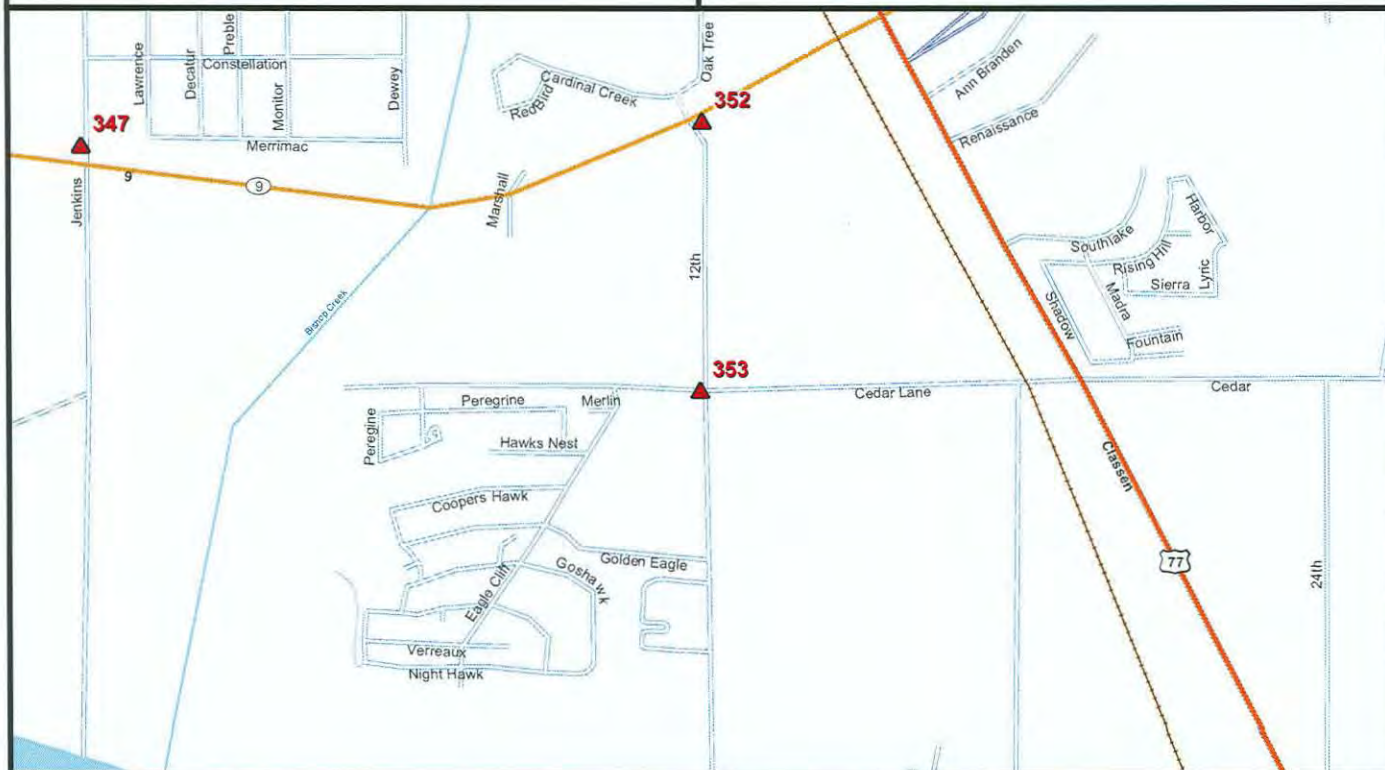 Preble
Oak Tree
Lawrence
Decatur
Constellation
Monitor
Dewey
Cardinal Creek
Red Bird
Ann Branden
352
347
Renaissance
Merrimac
9
9
Jenkins
Marshall
Harbor
Southlake
12th
Rising Hill
Lyric
Sierra
Madra
Bishop Creek
Shadow
Fountain
353
Cedar Lane
Cedar
Peregrine
Merlin
Peregine
Hawks Nest
Classen
Coopers Hawk
Golden Eagle
77
Goshawk
Eagle Cliff
24th
Verreaux
Night Hawk